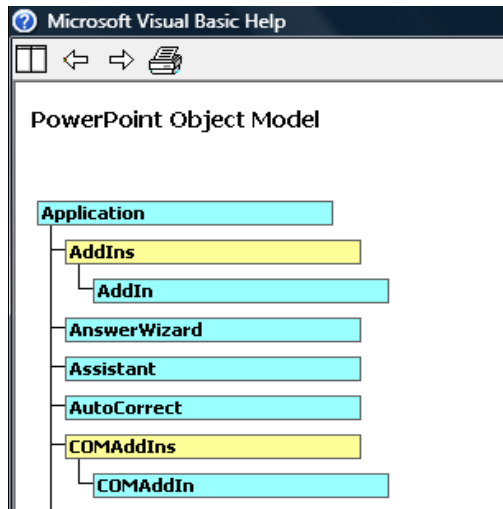 Microsoft Visual Basic Help
PowerPoint Object Model
Application
AddIns
AddIn
AnswerWizard
Assistant
AutoCorrect
COMAddIns
COMAddIn